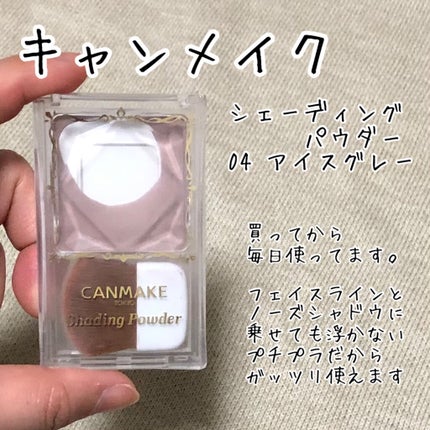 キャンメイク
シェーディング
パウダー
04 アイスグレー
買ってから
毎日使ってます。
フェイスラインと
ノーズシャドウに
乗せても浮かない
プチプラだから
ガッツリ使えます
CANMAKE
TOKYO
Shading Powder